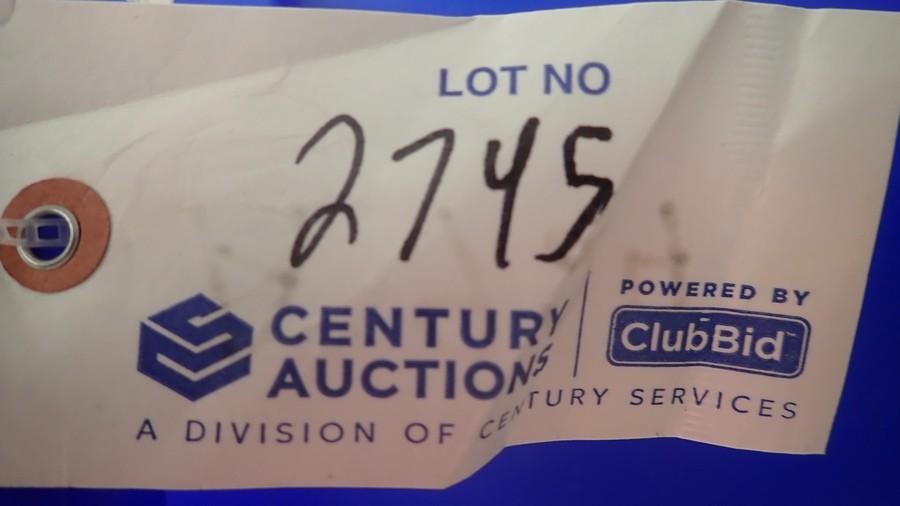 LOT NO
2745
CENTURY
AUCTIONS
A DIVISION OF CENTURY SERVICES
POWERED BY
ClubBid